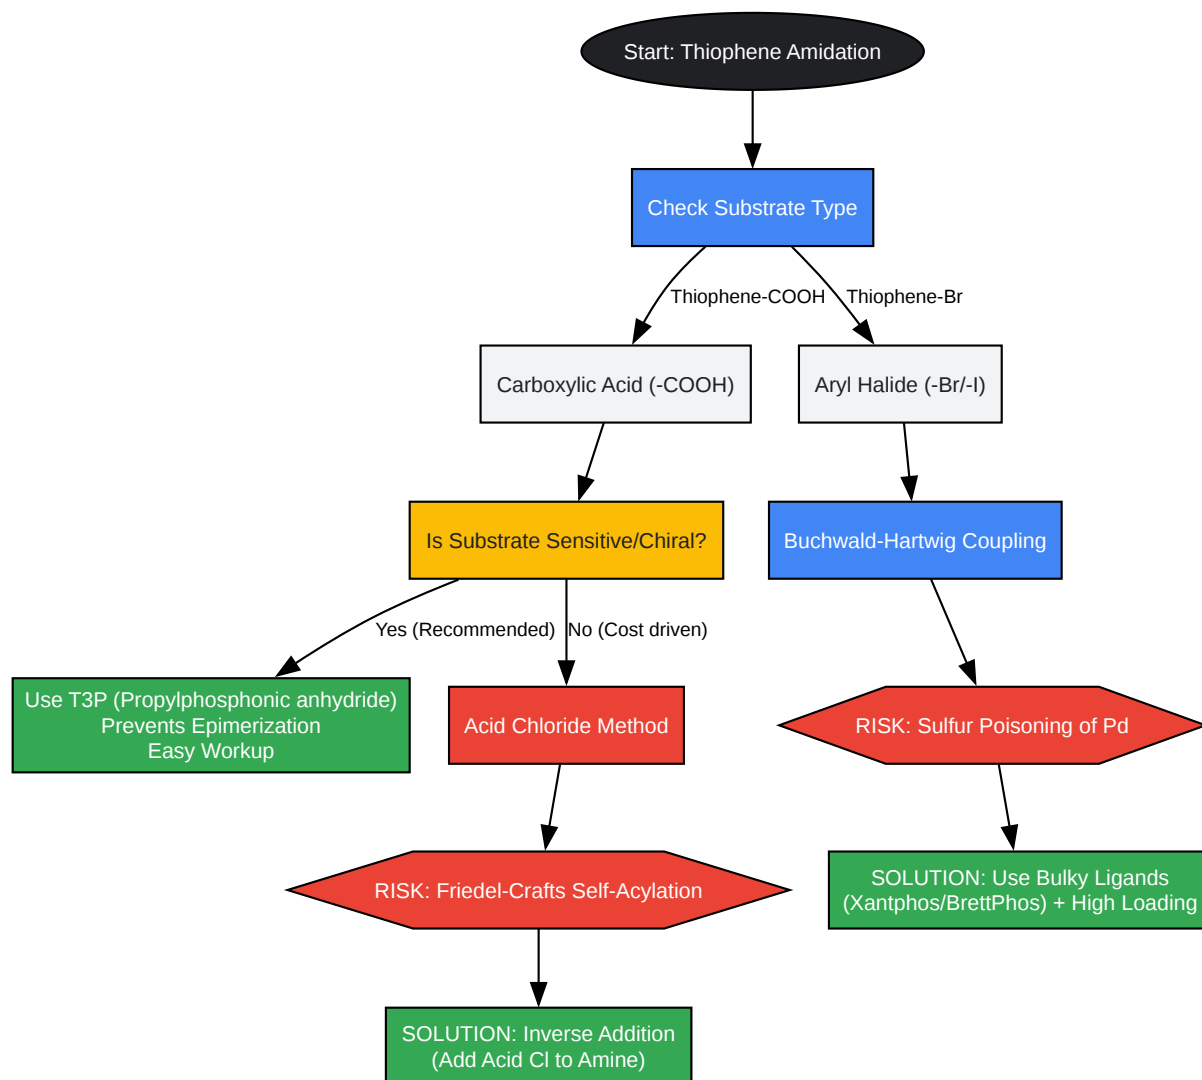 Start: Thiophene Amidation
Check Substrate Type
Thiophene-COOH
Thiophene-Br
Carboxylic Acid (-COOH)
Aryl Halide (-Br/-I)
Is Substrate Sensitive/Chiral?
Buchwald-Hartwig Coupling
Yes (Recommended)
No (Cost driven)
Use T3P (Propylphosphonic anhydride)
Prevents Epimerization
Easy Workup
Acid Chloride Method
RISK: Sulfur Poisoning of Pd
RISK: Friedel-Crafts Self-Acylation
SOLUTION: Use Bulky Ligands
(Xantphos/BrettPhos) + High Loading
SOLUTION: Inverse Addition
(Add Acid Cl to Amine)